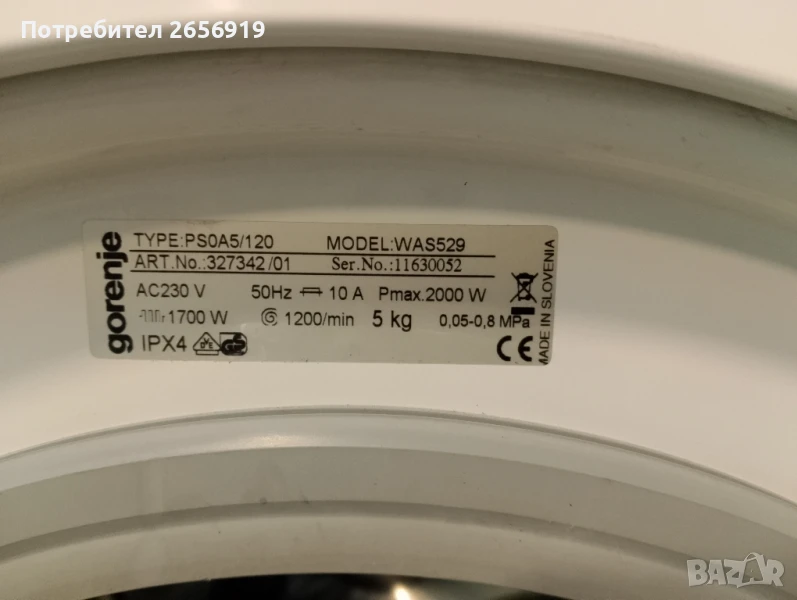 Потребител 2656919
gorenje
TYPE:PS0A5/120 MODEL:WAS529
ART.No.:327342/01 Ser.No.:11630052
AC230 V 50Hz 10 A Pmax.2000 W
1700 W 1200/min 5 kg 0,05-0,8 MPa
IPX4 CE
MADE IN SLOVENIA
BAZAR